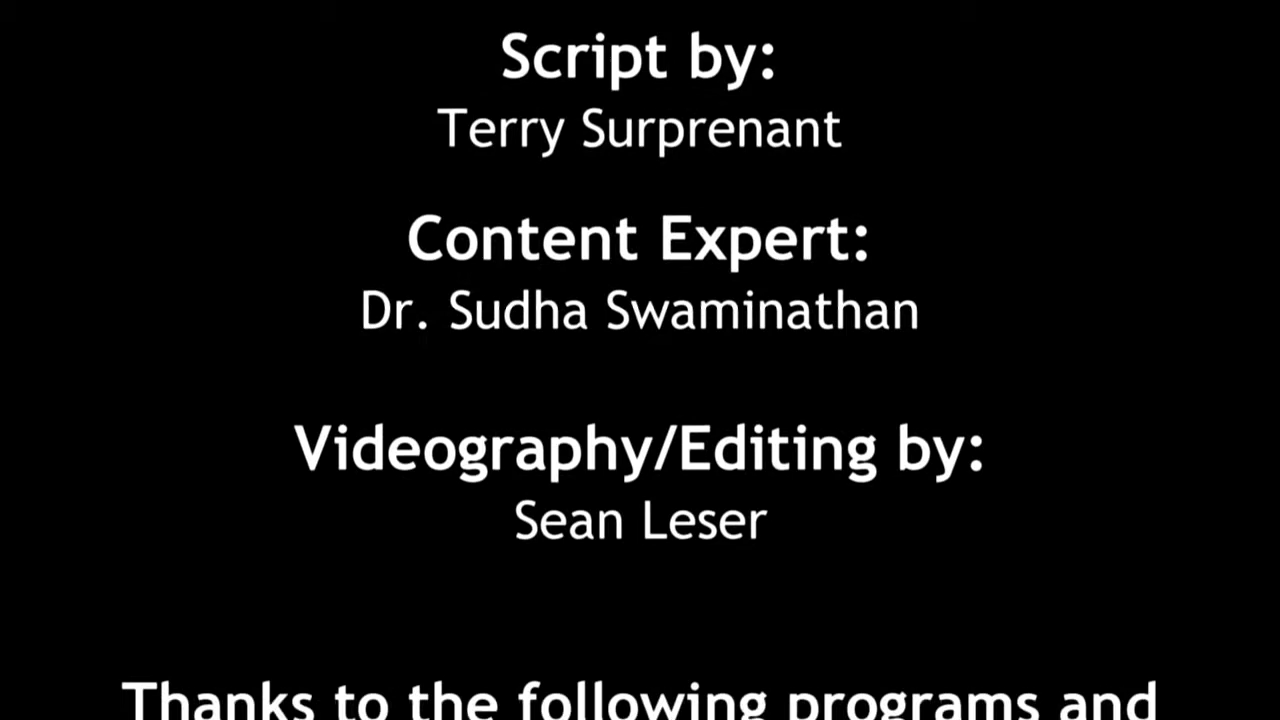 Script by:
Terry Surprenant
Content Expert:
Dr. Sudha Swaminathan
Videography/Editing by:
Sean Leser
Thanks to the following programs and